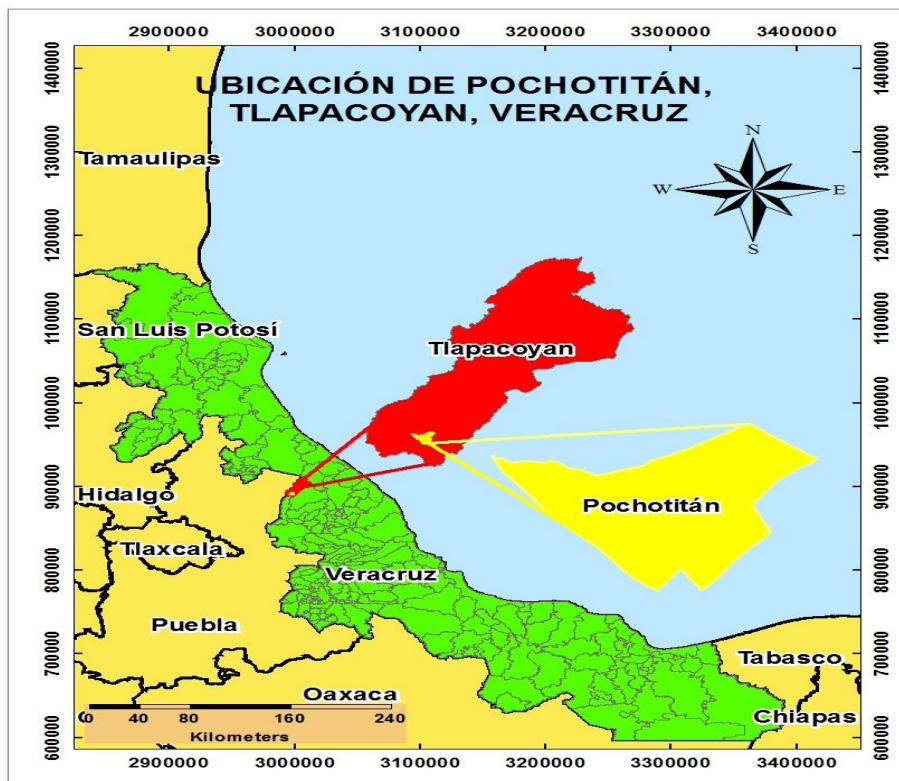 2900000 3000000 3100000 3200000 3300000 3400000
UBICACIÓN DE POCHOTITÁN,
TLAPACOYAN, VERACRUZ
1400000
1400000
Tamaulipas
1300000
1300000
N
W
E
S
1200000
1200000
San Luis Potosí
1100000
1100000
Tlapacoyan
1000000
1000000
Hidalgo
900000
900000
Pochotitán
Tlaxcala
Veracruz
800000
800000
Puebla
Tabasco
700000
700000
Oaxaca
Chiapas
0 40 80 160 240
Kilometers
600000
600000
2900000 3000000 3100000 3200000 3300000 3400000